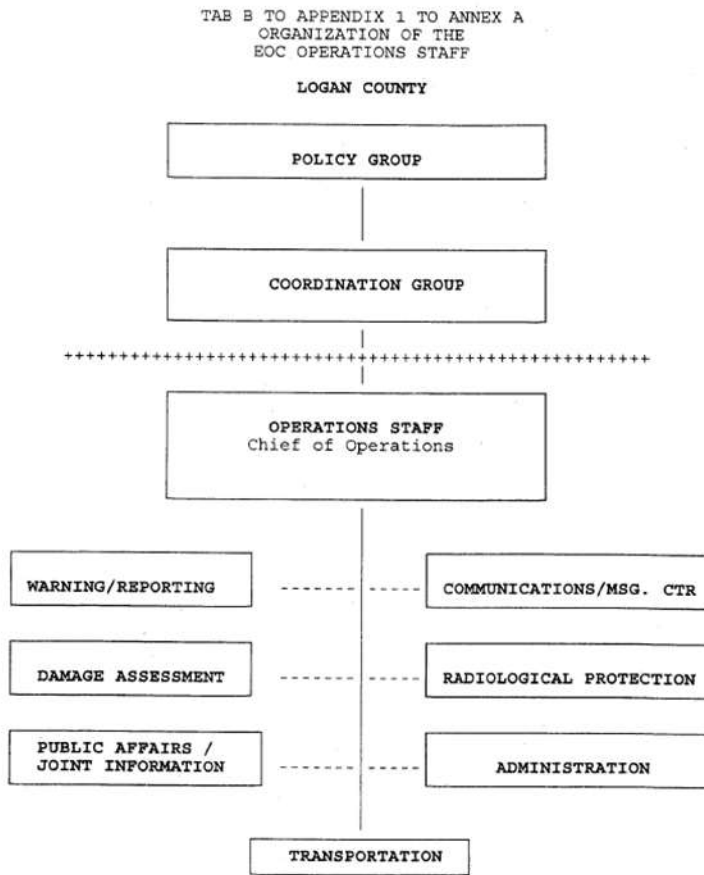 TAB B TO APPENDIX 1 TO ANNEX A
ORGANIZATION OF THE
EOC OPERATIONS STAFF
LOGAN COUNTY
POLICY GROUP
COORDINATION GROUP
++++++++++++++++++++++++++++++++++++++++++++++++++++++
OPERATIONS STAFF
Chief of Operations
WARNING/REPORTING
COMMUNICATIONS/MSG. CTR
DAMAGE ASSESSMENT
RADIOLOGICAL PROTECTION
PUBLIC AFFAIRS /
JOINT INFORMATION
ADMINISTRATION
TRANSPORTATION